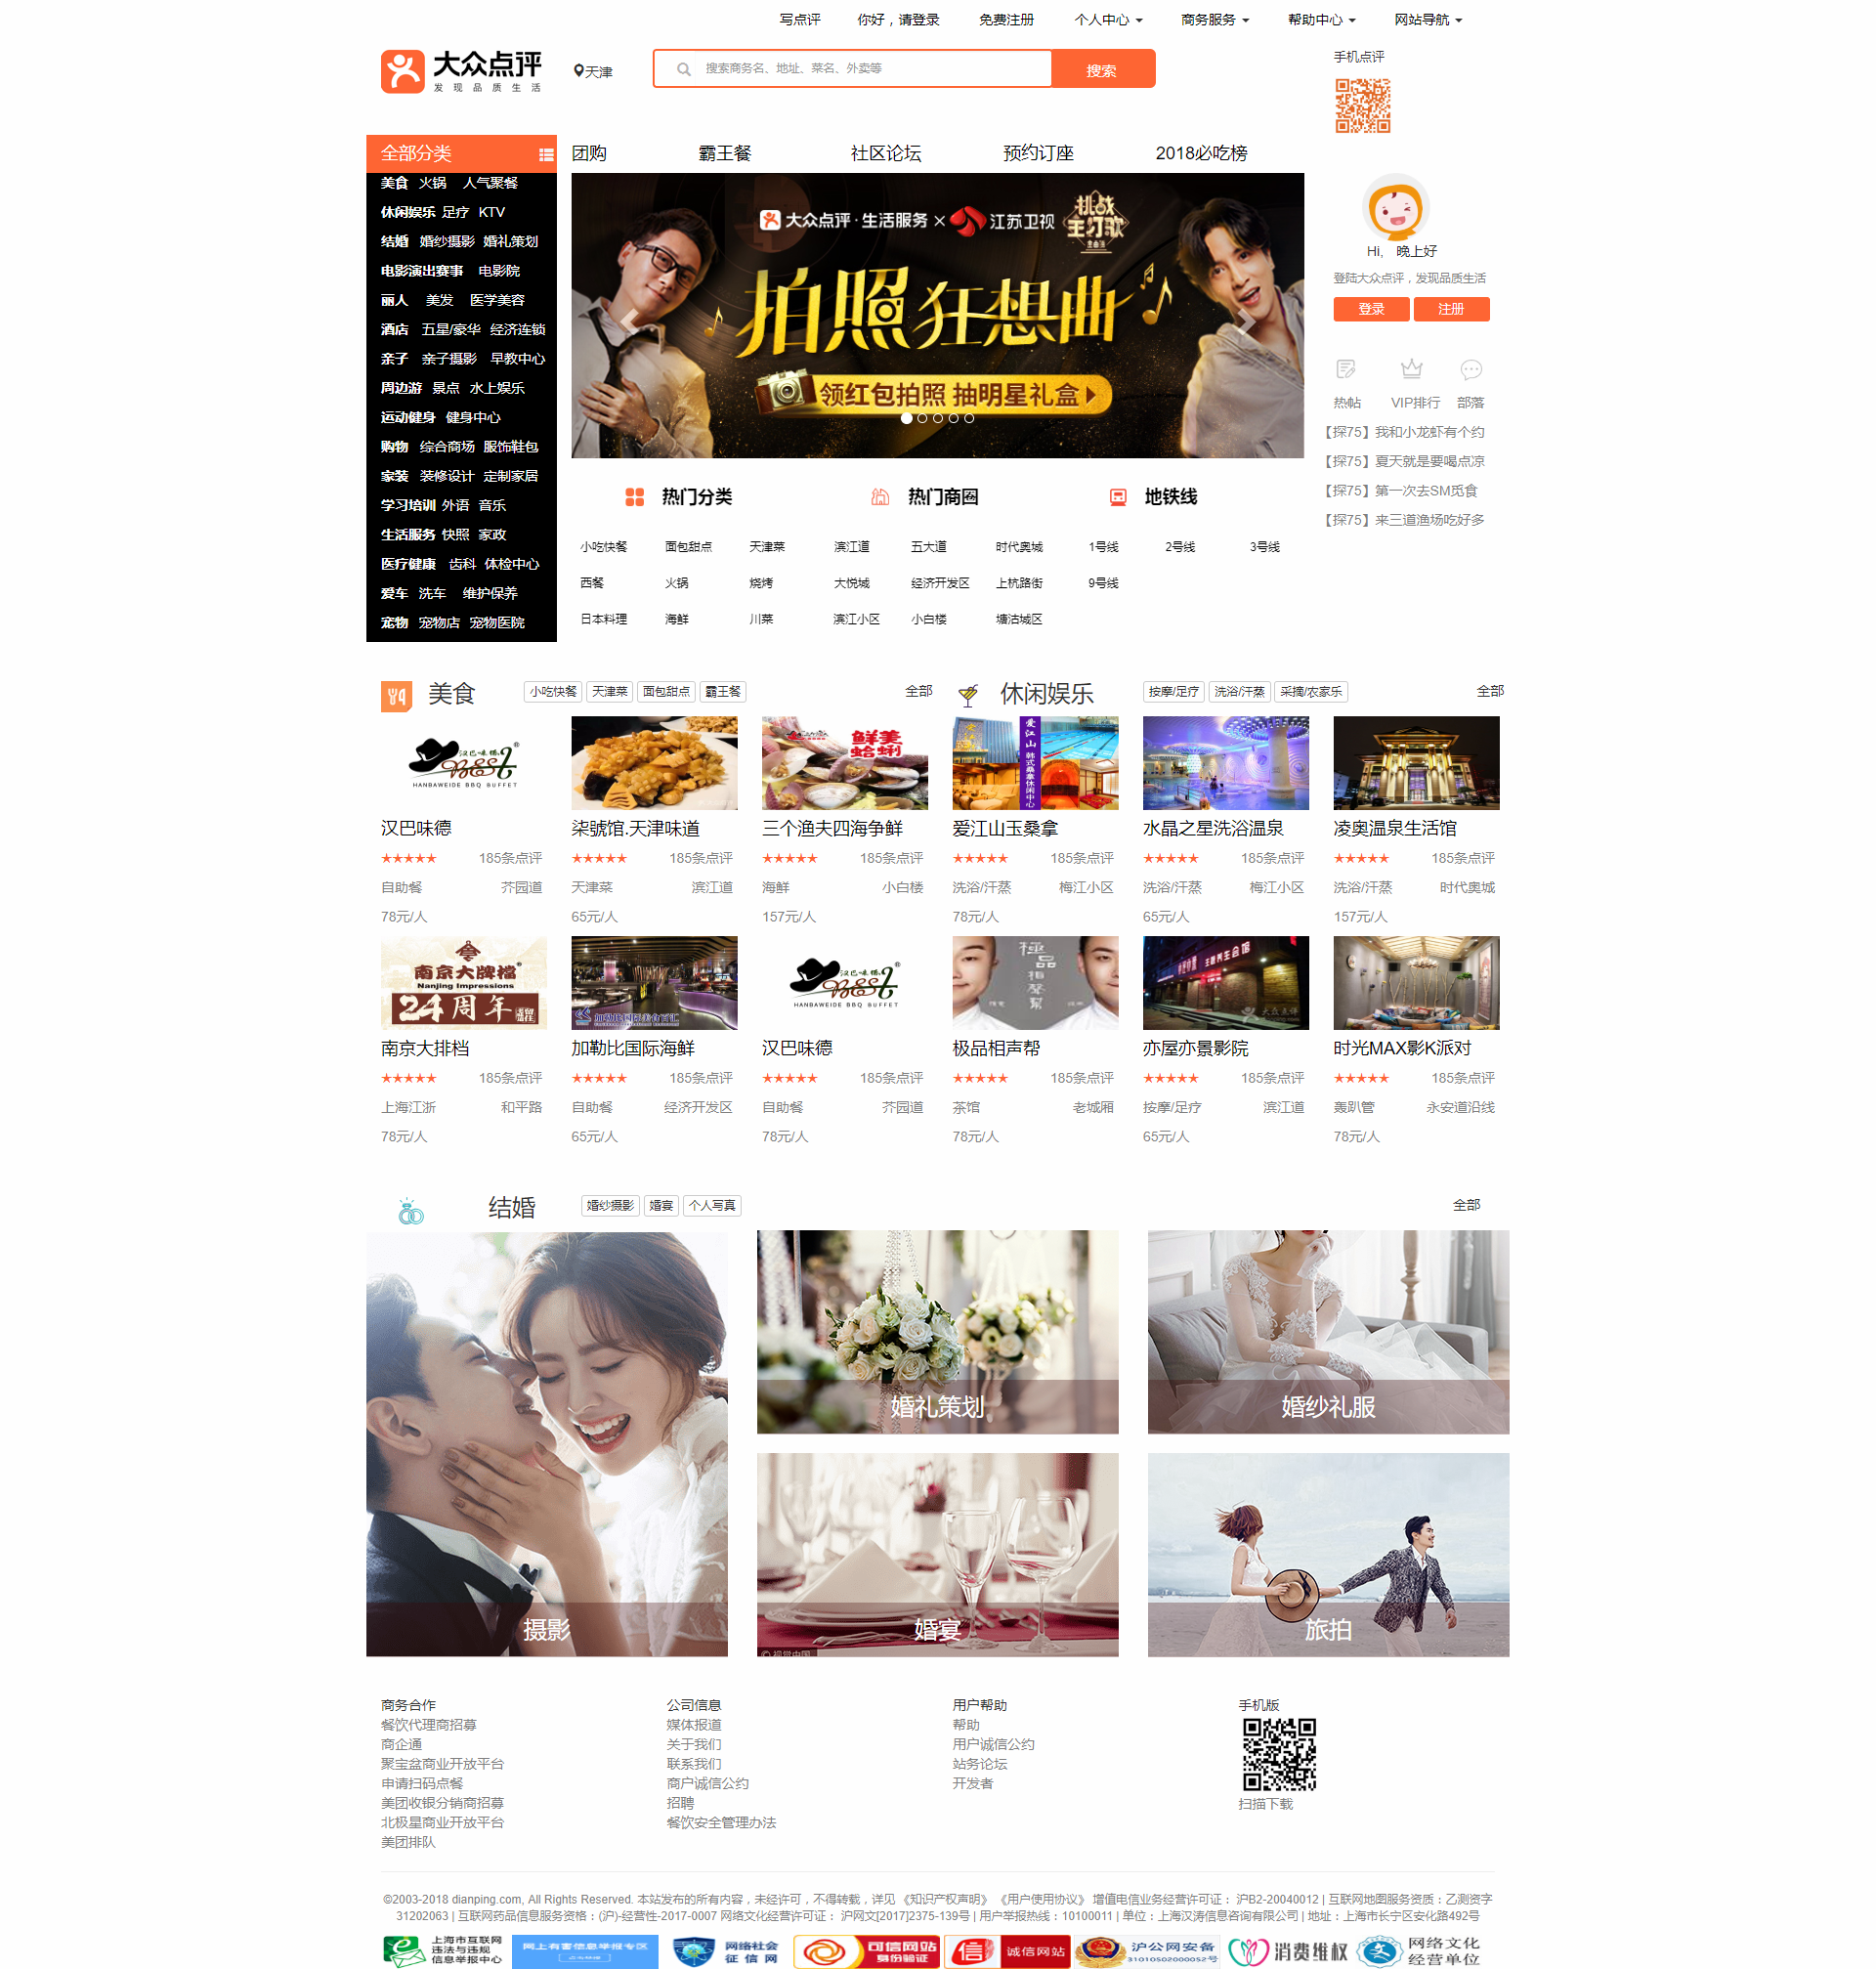 写点评 你好，请登录 免费注册 个人中心 商务服务 帮助中心 网站导航
大众点评
发现品质生活
天津
搜索商务名、地址、菜名、外卖等
搜索
手机点评
全部分类
团购 霸王餐 社区论坛 预约订座 2018必吃榜
美食 火锅 人气聚餐
休闲娱乐 足疗 KTV
结婚 婚纱摄影 婚礼策划
电影演出赛事 电影院
丽人 美发 医学美容
酒店 五星/豪华 经济连锁
亲子 亲子摄影 早教中心
周边游 景点 水上娱乐
运动健身 健身中心
购物 综合商场 服饰鞋包
家装 装修设计 定制家居
学习培训 外语 音乐
生活服务 快照 家政
医疗健康 齿科 体检中心
爱车 洗车 维护保养
宠物 宠物店 宠物医院
大众点评·生活服务 × 江苏卫视 挑战主打歌
拍照狂想曲
领红包拍照 抽明星礼盒
Hi, 晚上好
登陆大众点评，发现品质生活
登录 注册
热帖 VIP排行 部落
【探75】我和小龙虾有个约
【探75】夏天就是要喝点凉
【探75】第一次去SM觅食
【探75】来三道渔场吃好多
热门分类 热门商圈 地铁线
小吃快餐 面包甜点 天津菜 滨江道 五大道 时代奥城 1号线 2号线 3号线
西餐 火锅 烧烤 大悦城 经济开发区 上杭路街 9号线
日本料理 海鲜 川菜 滨江小区 小白楼 塘沽城区
美食 小吃快餐 天津菜 面包甜点 霸王餐 全部
休闲娱乐 按摩/足疗 洗浴/汗蒸 采摘/农家乐 全部
汉巴味德
BEST
HANBAWEIDE BBQ BUFFET
鲜美蛤蜊
爱江山
韩式桑拿休闲中心
汉巴味德 柒號馆.天津味道 三个渔夫四海争鲜 爱江山玉桑拿 水晶之星洗浴温泉 凌奥温泉生活馆
★★★★★ 185条点评 ★★★★★ 185条点评 ★★★★★ 185条点评 ★★★★★ 185条点评 ★★★★★ 185条点评 ★★★★★ 185条点评
自助餐 芥园道 天津菜 滨江道 海鲜 小白楼 洗浴/汗蒸 梅江小区 洗浴/汗蒸 梅江小区 洗浴/汗蒸 时代奥城
78元/人 65元/人 157元/人 78元/人 65元/人 157元/人
南京大牌檔
Nanjing Impressions
24周年
加勒比国际美食百汇
汉巴味德
BEST
HANBAWEIDE BBQ BUFFET
極品相聲幫
大众点评
南京大排档 加勒比国际海鲜 汉巴味德 极品相声帮 亦屋亦景影院 时光MAX影K派对
★★★★★ 185条点评 ★★★★★ 185条点评 ★★★★★ 185条点评 ★★★★★ 185条点评 ★★★★★ 185条点评 ★★★★★ 185条点评
上海江浙 和平路 自助餐 经济开发区 自助餐 芥园道 茶馆 老城厢 按摩/足疗 滨江道 轰趴管 永安道沿线
78元/人 65元/人 78元/人 78元/人 65元/人 78元/人
结婚 婚纱摄影 婚宴 个人写真 全部
婚礼策划 婚纱礼服
摄影 婚宴 旅拍
商务合作
餐饮代理商招募
商企通
聚宝盆商业开放平台
申请扫码点餐
美团收银分销商招募
北极星商业开放平台
美团排队
公司信息
媒体报道
关于我们
联系我们
商户诚信公约
招聘
餐饮安全管理办法
用户帮助
帮助
用户诚信公约
站务论坛
开发者
手机版
扫描下载
©2003-2018 dianping.com, All Rights Reserved. 本站发布的所有内容，未经许可，不得转载，详见 《知识产权声明》 《用户使用协议》 增值电信业务经营许可证： 沪B2-20040012 | 互联网地图服务资质：乙测资字
31202063 | 互联网药品信息服务资格：(沪)-经营性-2017-0007 网络文化经营许可证： 沪网文[2017]2375-139号 | 用户举报热线：10100011 | 单位：上海汉涛信息咨询有限公司 | 地址：上海市长宁区安化路492号
上海市互联网
违法与违规
信息举报中心
网上有害信息举报专区
网络社会
征信网
可信网站
身份验证
信 诚信网站
沪公网安备
31010502000052号
消费维权
网络文化
经营单位